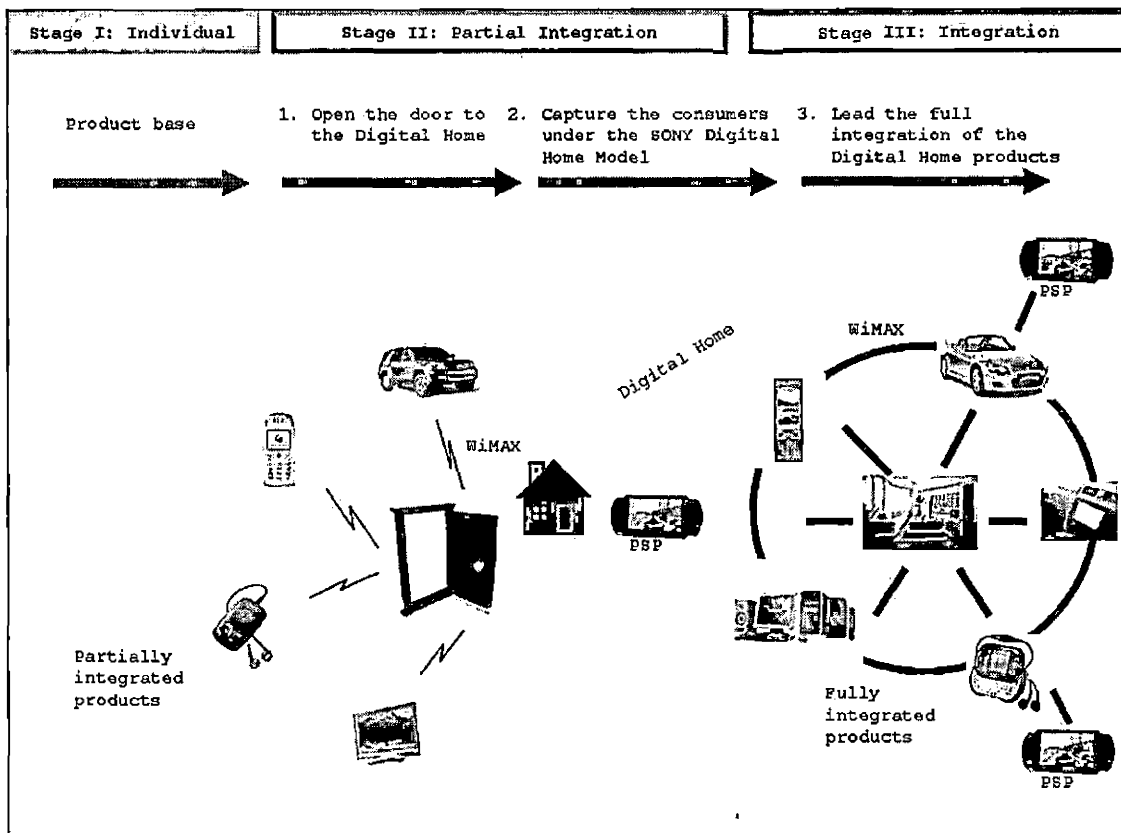 Stage I: Individual
Stage II: Partial Integration
Stage III: Integration
Product base
1. Open the door to
the Digital Home
2. Capture the consumers
under the SONY Digital
Home Model
3. Lead the full
integration of the
Digital Home products
PSP
WiMAX
Digital Home
WiMAX
PSP
Partially
integrated
products
Fully
integrated
products
PSP